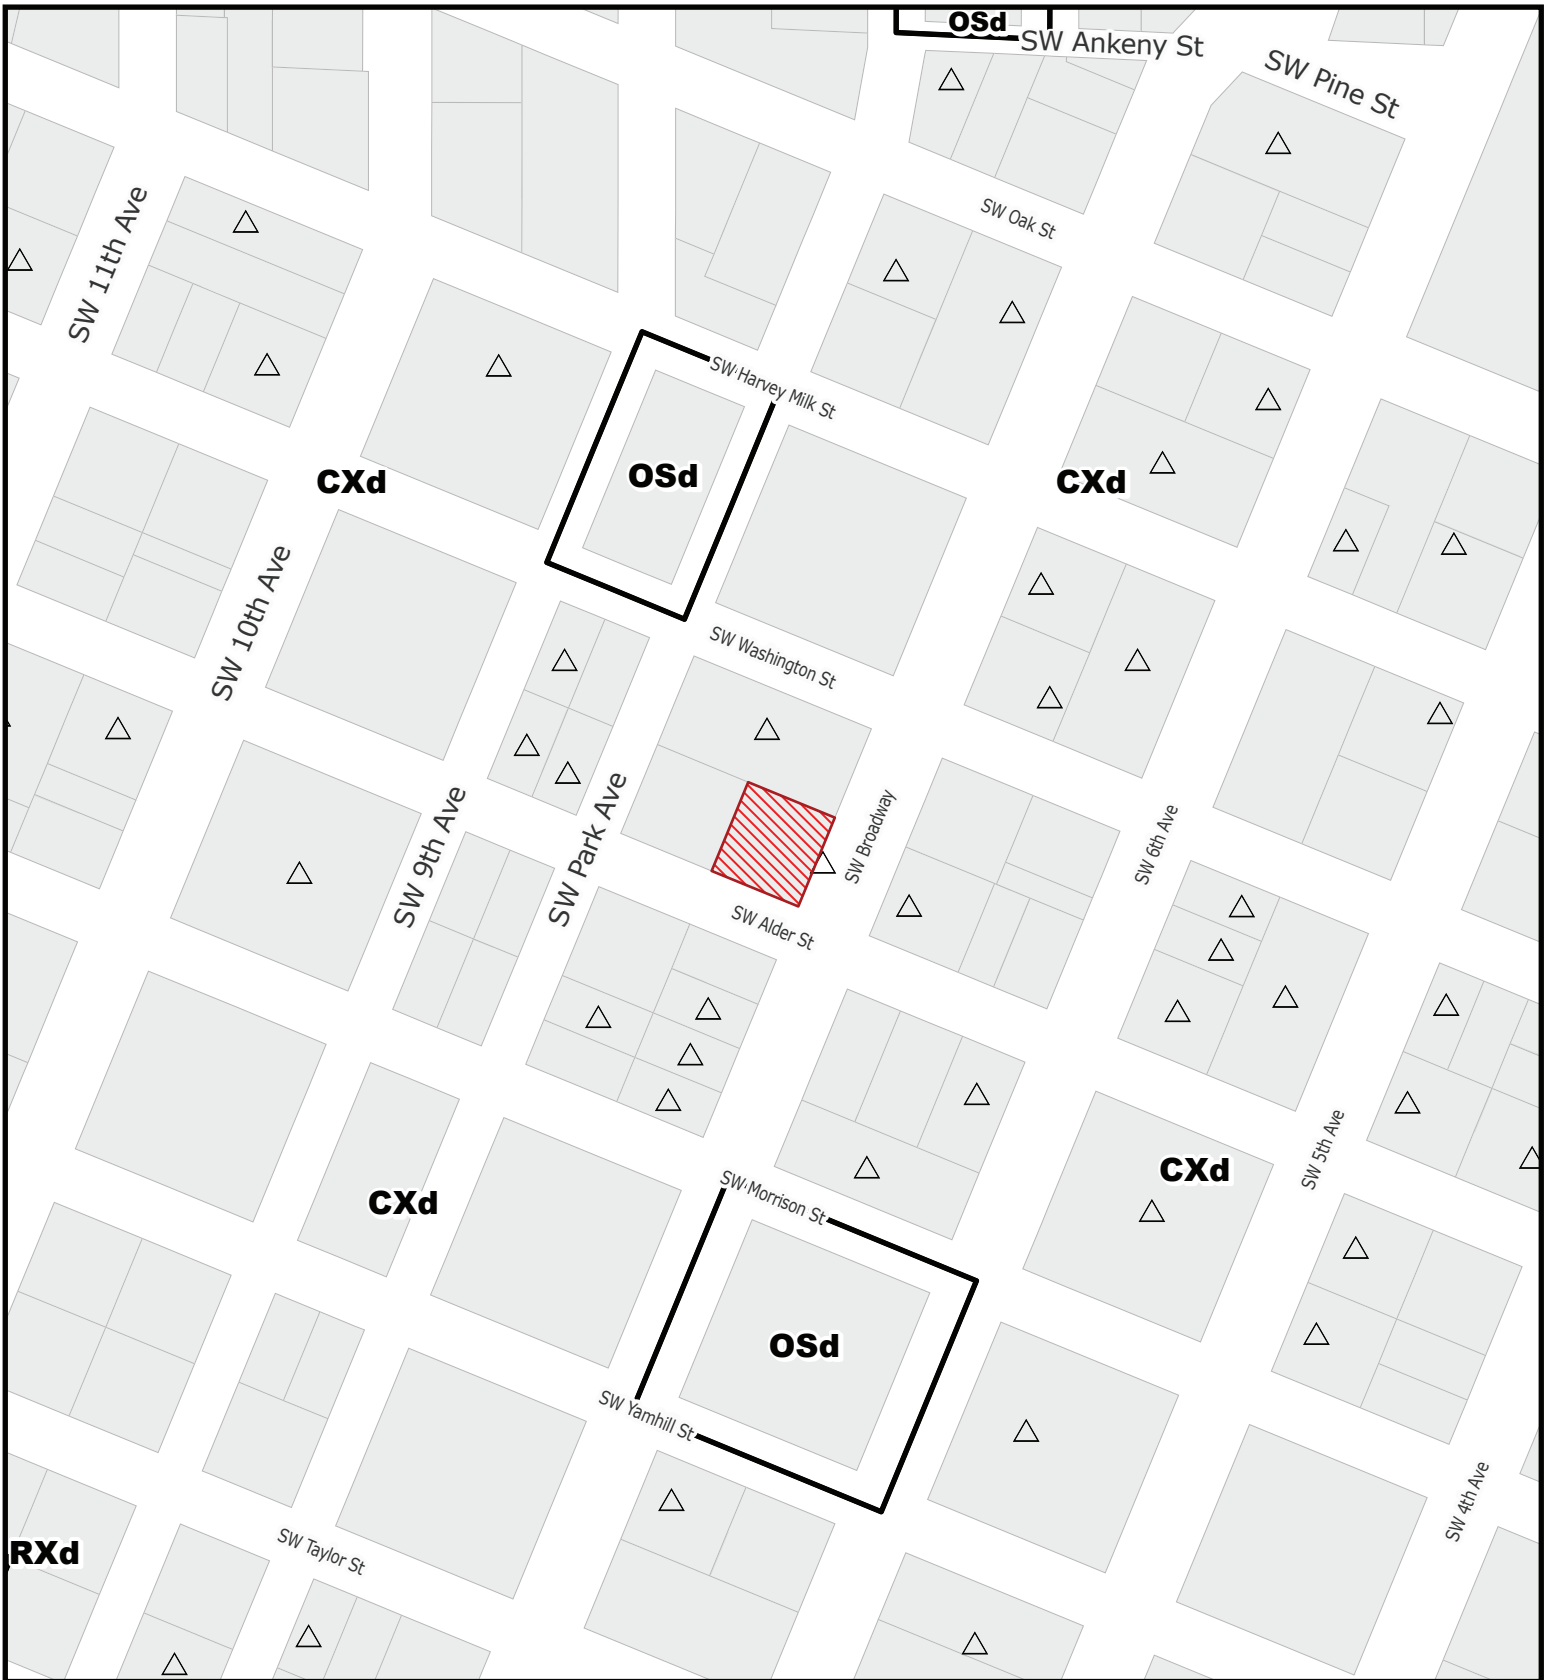 OSd
SW Ankeny St
SW Pine St
SW Oak St
SW 11th Ave
SW Harvey Milk St
CXd
OSd
CXd
SW 10th Ave
SW Washington St
SW 9th Ave
SW Park Ave
SW Broadway
SW 6th Ave
SW Alder St
SW 5th Ave
CXd
CXd
SW Morrison St
OSd
SW Yamhill St
SW 4th Ave
RXd
SW Taylor St